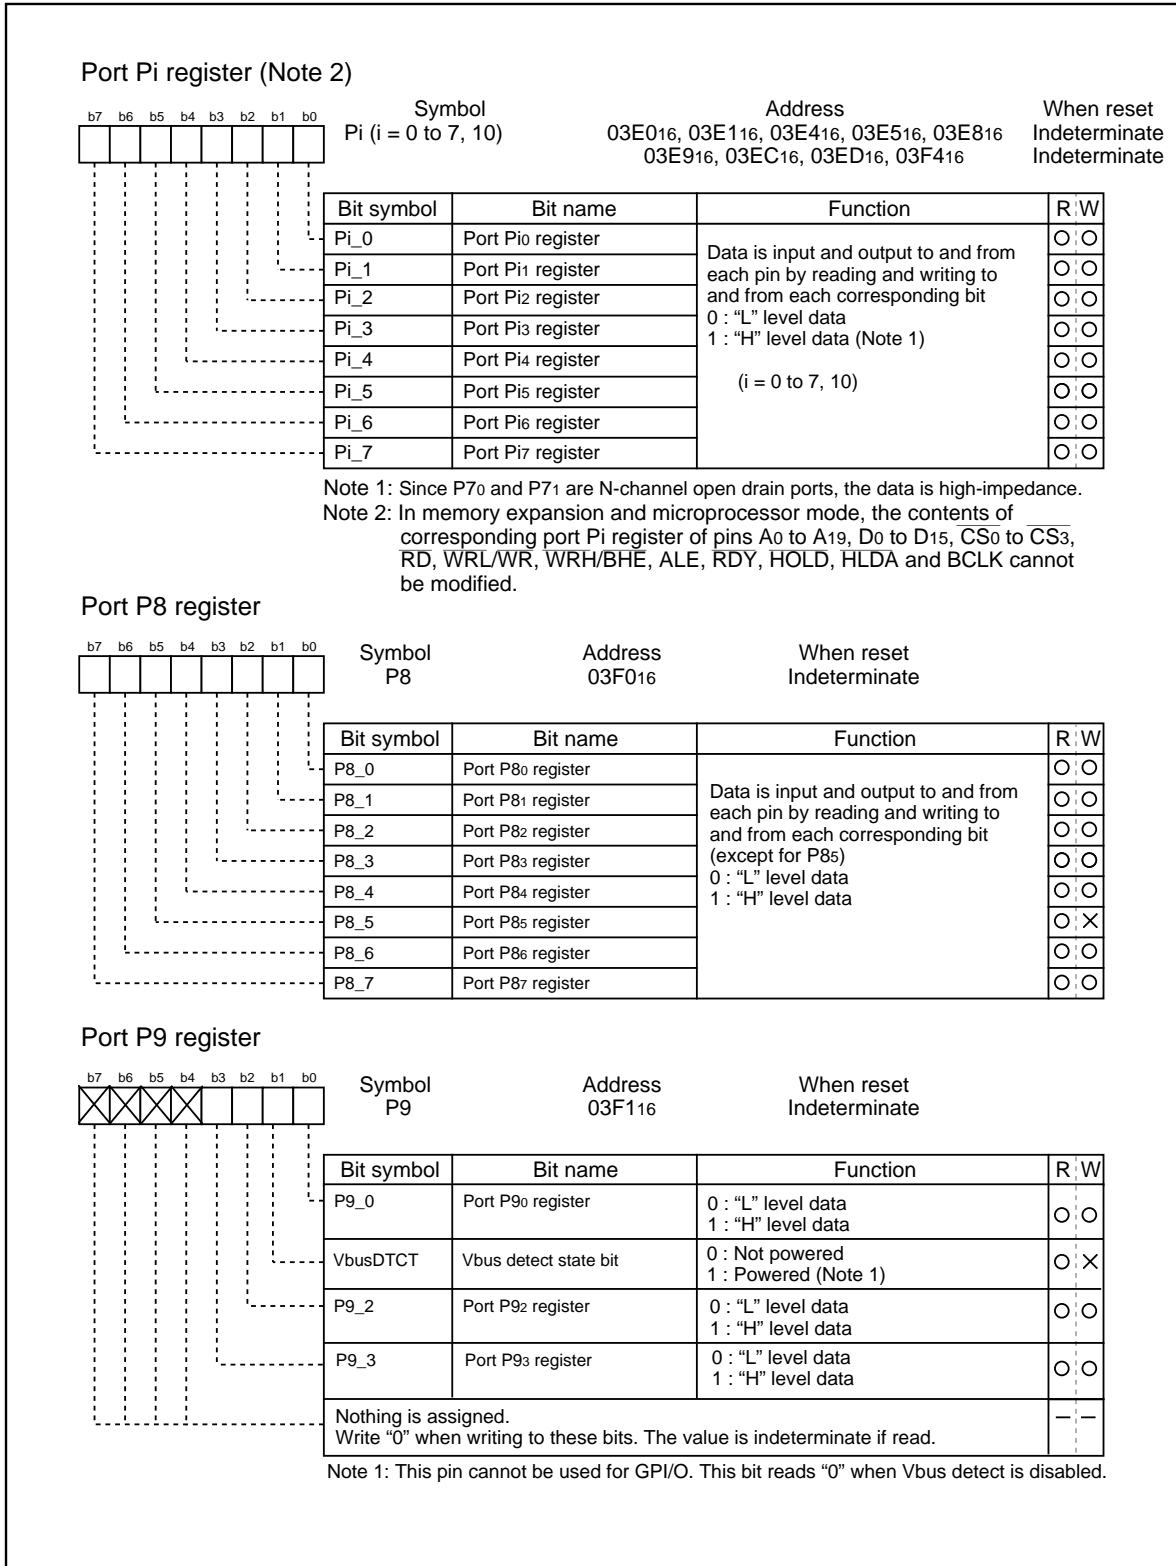 Port Pi register (Note 2)
b7 b6 b5 b4 b3 b2 b1 b0
Symbol Address When reset
Pi (i = 0 to 7, 10) 03E016, 03E116, 03E416, 03E516, 03E816 Indeterminate
03E916, 03EC16, 03ED16, 03F416 Indeterminate
Bit symbol Bit name Function R W
Pi_0 Port Pi0 register O O
Data is input and output to and from
Pi_1 Port Pi1 register each pin by reading and writing to O O
Pi_2 Port Pi2 register and from each corresponding bit O O
0 : “L” level data
Pi_3 Port Pi3 register 1 : “H” level data (Note 1) O O
Pi_4 Port Pi4 register O O
Pi_5 Port Pi5 register (i = 0 to 7, 10) O O
Pi_6 Port Pi6 register O O
Pi_7 Port Pi7 register O O
Note 1: Since P70 and P71 are N-channel open drain ports, the data is high-impedance.
Note 2: In memory expansion and microprocessor mode, the contents of
corresponding port Pi register of pins A0 to A19, D0 to D15, CS0 to CS3,
RD, WRL/WR, WRH/BHE, ALE, RDY, HOLD, HLDA and BCLK cannot
be modified.
Port P8 register
b7 b6 b5 b4 b3 b2 b1 b0
Symbol Address When reset
P8 03F016 Indeterminate
Bit symbol Bit name Function R W
P8_0 Port P80 register O O
Data is input and output to and from
P8_1 Port P81 register each pin by reading and writing to O O
P8_2 Port P82 register and from each corresponding bit O O
P8_3 Port P83 register (except for P85) O O
0 : “L” level data
P8_4 Port P84 register 1 : “H” level data O O
P8_5 Port P85 register O X
P8_6 Port P86 register O O
P8_7 Port P87 register O O
Port P9 register
b7 b6 b5 b4 b3 b2 b1 b0
Symbol Address When reset
P9 03F116 Indeterminate
Bit symbol Bit name Function R W
P9_0 Port P90 register 0 : “L” level data O O
1 : “H” level data
VbusDTCT Vbus detect state bit 0 : Not powered O X
1 : Powered (Note 1)
P9_2 Port P92 register 0 : “L” level data O O
1 : “H” level data
P9_3 Port P93 register 0 : “L” level data O O
1 : “H” level data
Nothing is assigned. – –
Write “0” when writing to these bits. The value is indeterminate if read.
Note 1: This pin cannot be used for GPI/O. This bit reads “0” when Vbus detect is disabled.